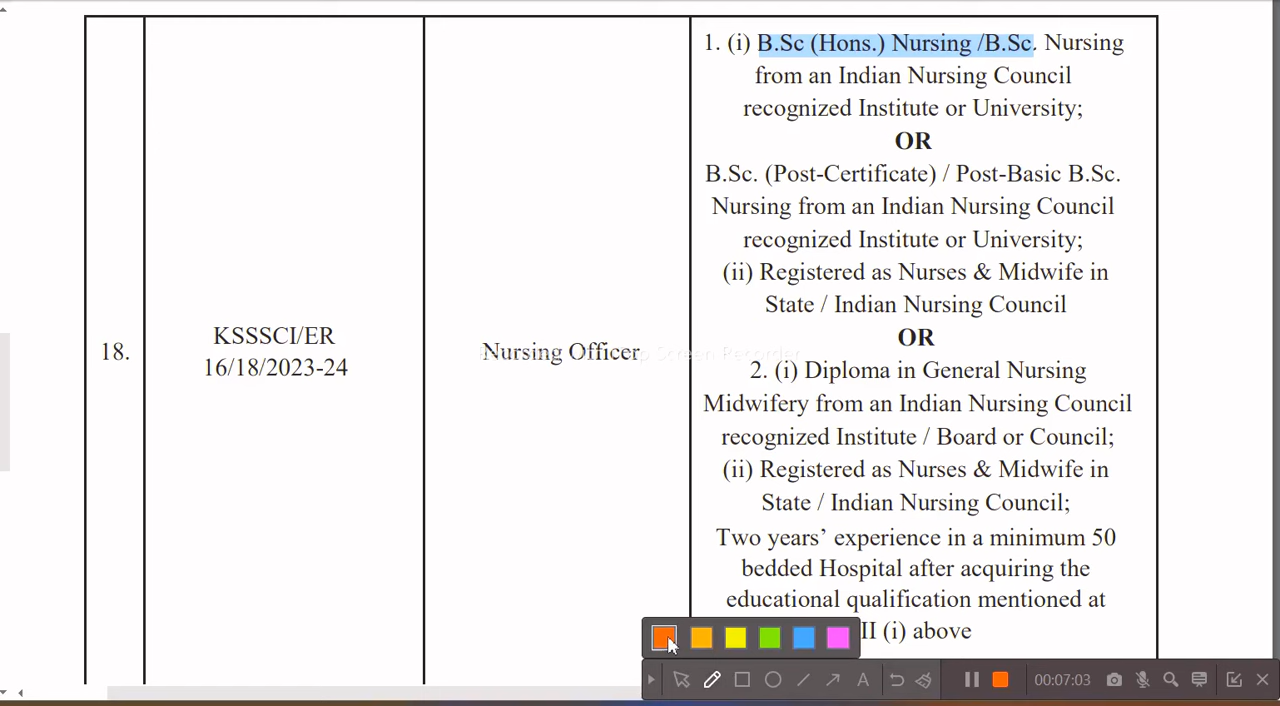 1. (i) B.Sc (Hons.) Nursing /B.Sc. Nursing
from an Indian Nursing Council
recognized Institute or University;
OR
B.Sc. (Post-Certificate) / Post-Basic B.Sc.
Nursing from an Indian Nursing Council
recognized Institute or University;
(ii) Registered as Nurses & Midwife in
State / Indian Nursing Council
OR
18.
KSSSCI/ER
16/18/2023-24
Nursing Officer
2. (i) Diploma in General Nursing
Midwifery from an Indian Nursing Council
recognized Institute / Board or Council;
(ii) Registered as Nurses & Midwife in
State / Indian Nursing Council;
Two years’ experience in a minimum 50
bedded Hospital after acquiring the
educational qualification mentioned at
II (i) above
Screen Recorder
A
00:07:03